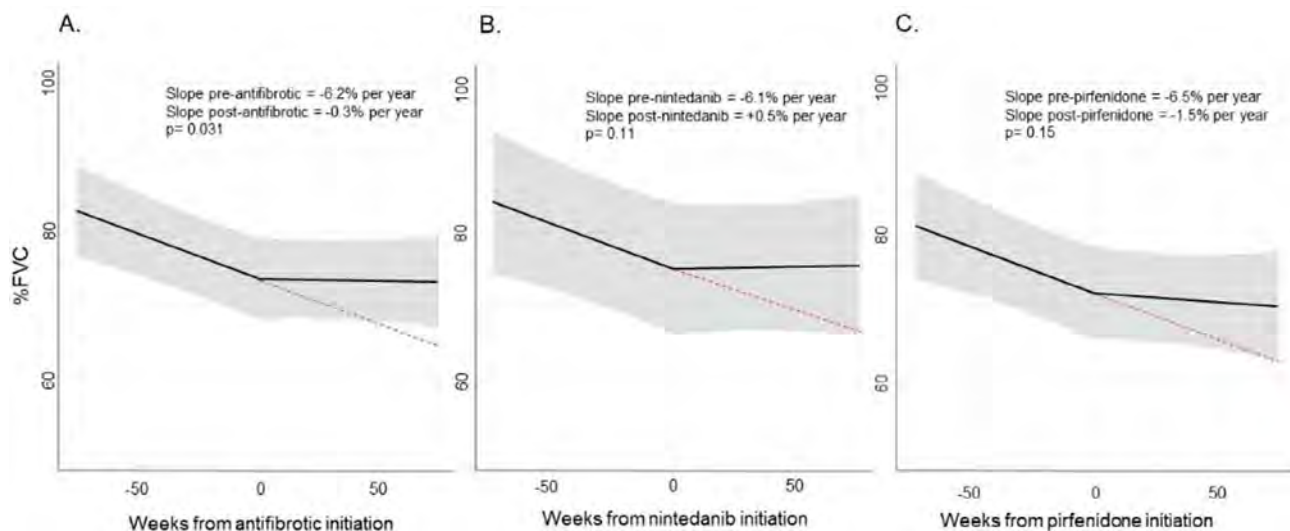 A.
Slope pre-antifibrotic = -6.2% per year
Slope post-antifibrotic = -0.3% per year
p= 0.031
%FVC
100
80
60
-50
0
50
Weeks from antifibrotic initiation
B.
Slope pre-nintedanib = -6.1% per year
Slope post-nintedanib = +0.5% per year
p= 0.11
100
80
60
-50
0
50
Weeks from nintedanib initiation
C.
Slope pre-pirfenidone = -6.5% per year
Slope post-pirfenidone = -1.5% per year
p= 0.15
100
80
60
-50
0
50
Weeks from pirfenidone initiation